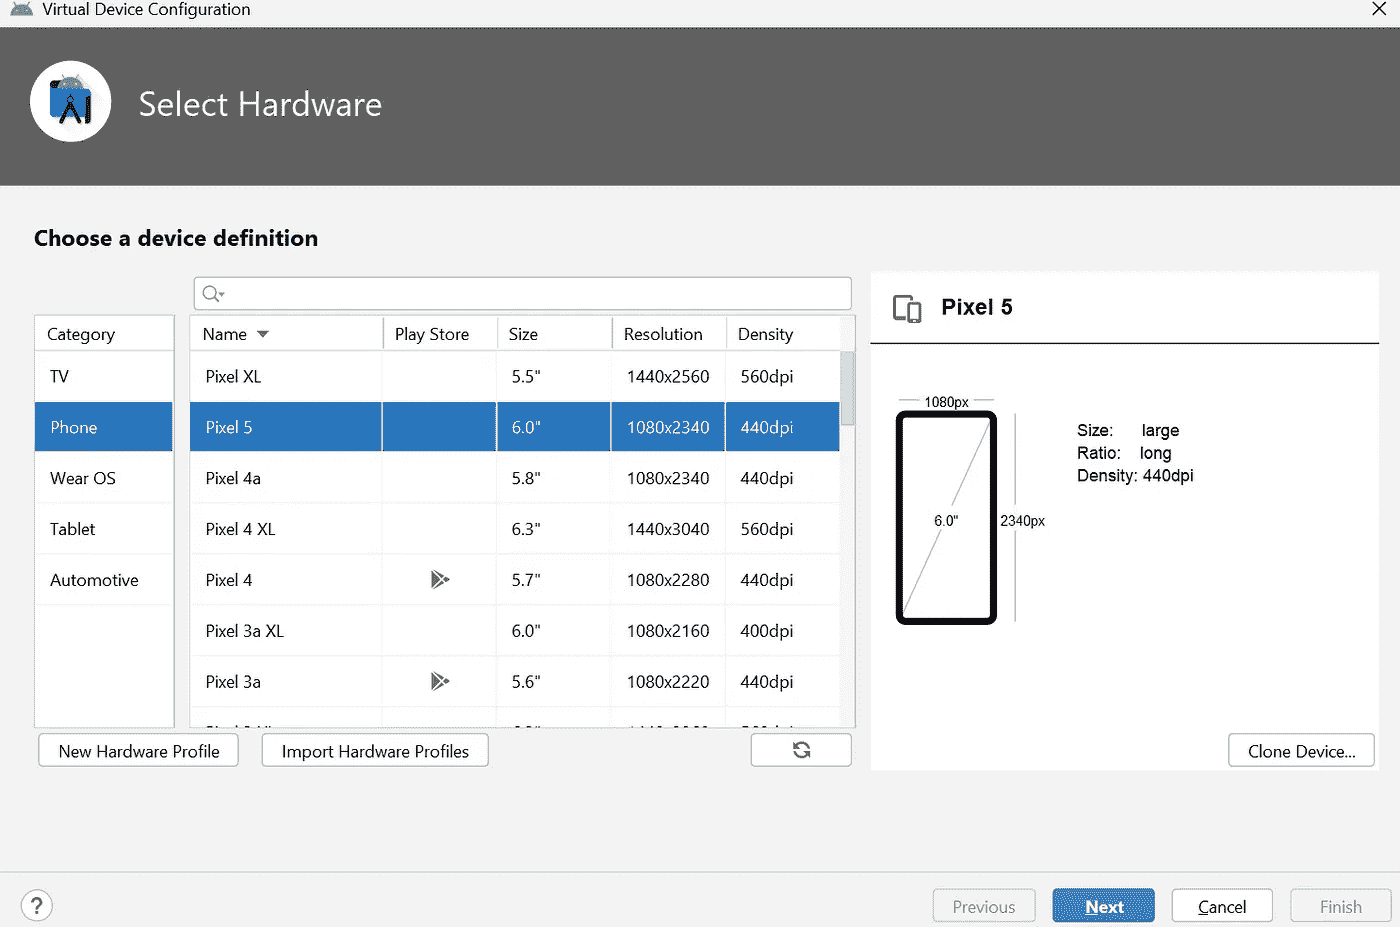 Virtual Device Configuration
Select Hardware
Choose a device definition
Category
TV
Phone
Wear OS
Tablet
Automotive
Name Play Store Size Resolution Density
Pixel XL 5.5" 1440x2560 560dpi
Pixel 5 6.0" 1080x2340 440dpi
Pixel 4a 5.8" 1080x2340 440dpi
Pixel 4 XL 6.3" 1440x3040 560dpi
Pixel 4 5.7" 1080x2280 440dpi
Pixel 3a XL 6.0" 1080x2160 400dpi
Pixel 3a 5.6" 1080x2220 440dpi
New Hardware Profile Import Hardware Profiles
Pixel 5
1080px
6.0"
2340px
Size: large
Ratio: long
Density: 440dpi
Clone Device...
? Previous Next Cancel Finish